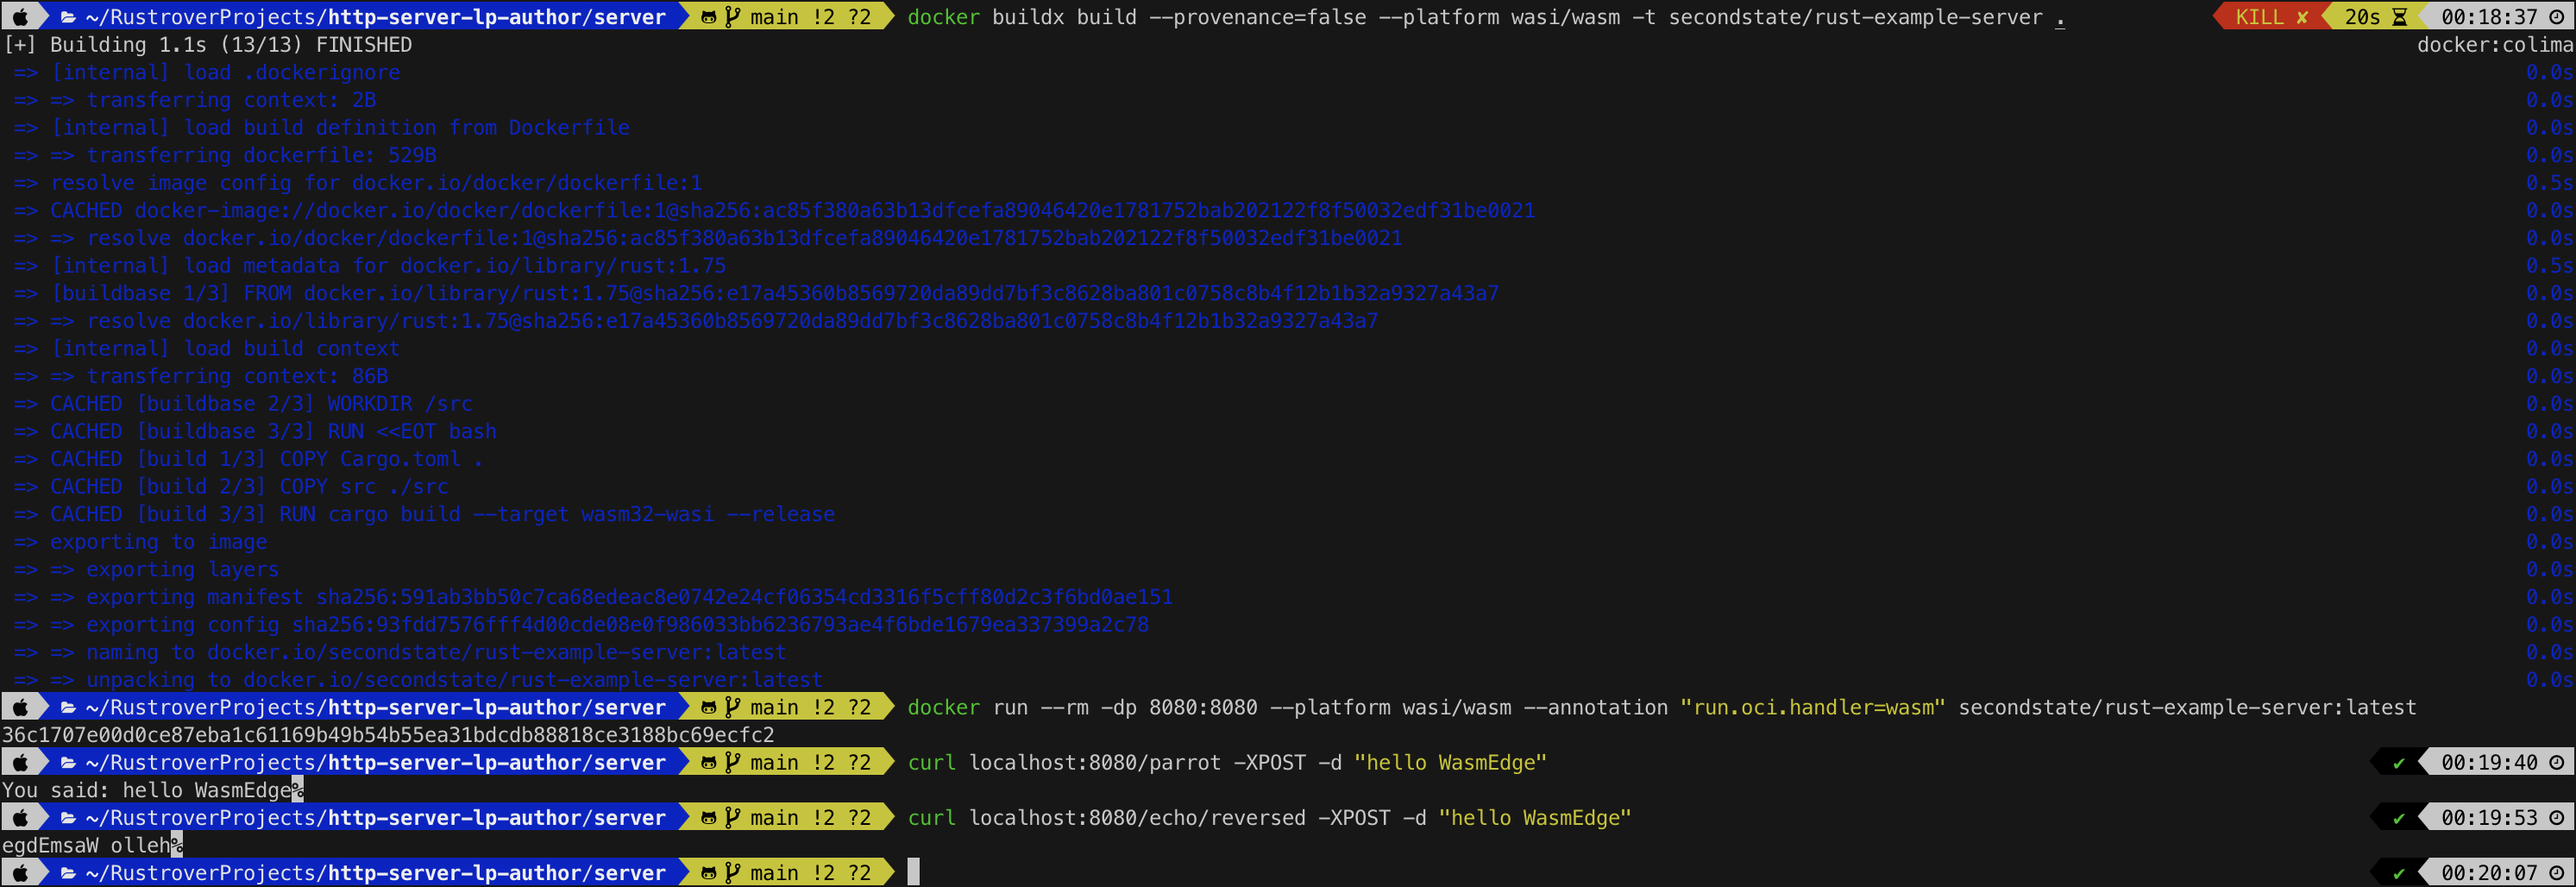 ~/RustroverProjects/http-server-lp-author/server main !2 ?2 docker buildx build --provenance=false --platform wasi/wasm -t secondstate/rust-example-server . KILL ✘ 20s 00:18:37
[+] Building 1.1s (13/13) FINISHED docker:colima
=> [internal] load .dockerignore 0.0s
=> => transferring context: 2B 0.0s
=> [internal] load build definition from Dockerfile 0.0s
=> => transferring dockerfile: 529B 0.0s
=> resolve image config for docker.io/docker/dockerfile:1 0.5s
=> CACHED docker-image://docker.io/docker/dockerfile:1@sha256:ac85f380a63b13dfcefa89046420e1781752bab202122f8f50032edf31be0021 0.0s
=> => resolve docker.io/docker/dockerfile:1@sha256:ac85f380a63b13dfcefa89046420e1781752bab202122f8f50032edf31be0021 0.0s
=> [internal] load metadata for docker.io/library/rust:1.75 0.5s
=> [buildbase 1/3] FROM docker.io/library/rust:1.75@sha256:e17a45360b8569720da89dd7bf3c8628ba801c0758c8b4f12b1b32a9327a43a7 0.0s
=> => resolve docker.io/library/rust:1.75@sha256:e17a45360b8569720da89dd7bf3c8628ba801c0758c8b4f12b1b32a9327a43a7 0.0s
=> [internal] load build context 0.0s
=> => transferring context: 86B 0.0s
=> CACHED [buildbase 2/3] WORKDIR /src 0.0s
=> CACHED [buildbase 3/3] RUN <<EOT bash 0.0s
=> CACHED [build 1/3] COPY Cargo.toml . 0.0s
=> CACHED [build 2/3] COPY src ./src 0.0s
=> CACHED [build 3/3] RUN cargo build --target wasm32-wasi --release 0.0s
=> exporting to image 0.0s
=> => exporting layers 0.0s
=> => exporting manifest sha256:591ab3bb50c7ca68edeac8e0742e24cf06354cd3316f5cff80d2c3f6bd0ae151 0.0s
=> => exporting config sha256:93fdd7576fff4d00cde08e0f986033bb6236793ae4f6bde1679ea337399a2c78 0.0s
=> => naming to docker.io/secondstate/rust-example-server:latest 0.0s
=> => unpacking to docker.io/secondstate/rust-example-server:latest 0.0s
~/RustroverProjects/http-server-lp-author/server main !2 ?2 docker run --rm -dp 8080:8080 --platform wasi/wasm --annotation "run.oci.handler=wasm" secondstate/rust-example-server:latest
36c1707e00d0ce87eba1c61169b49b54b55ea31bdcdb88818ce3188bc69ecfc2
~/RustroverProjects/http-server-lp-author/server main !2 ?2 curl localhost:8080/parrot -XPOST -d "hello WasmEdge" ✔ 00:19:40
You said: hello WasmEdge%
~/RustroverProjects/http-server-lp-author/server main !2 ?2 curl localhost:8080/echo/reversed -XPOST -d "hello WasmEdge" ✔ 00:19:53
egdEmsaW olleh%
~/RustroverProjects/http-server-lp-author/server main !2 ?2 ✔ 00:20:07